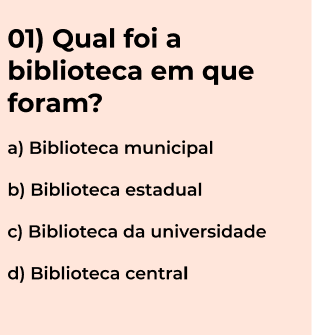 01) Qual foi a
biblioteca em que
foram?
a) Biblioteca municipal
b) Biblioteca estadual
c) Biblioteca da universidade
d) Biblioteca central